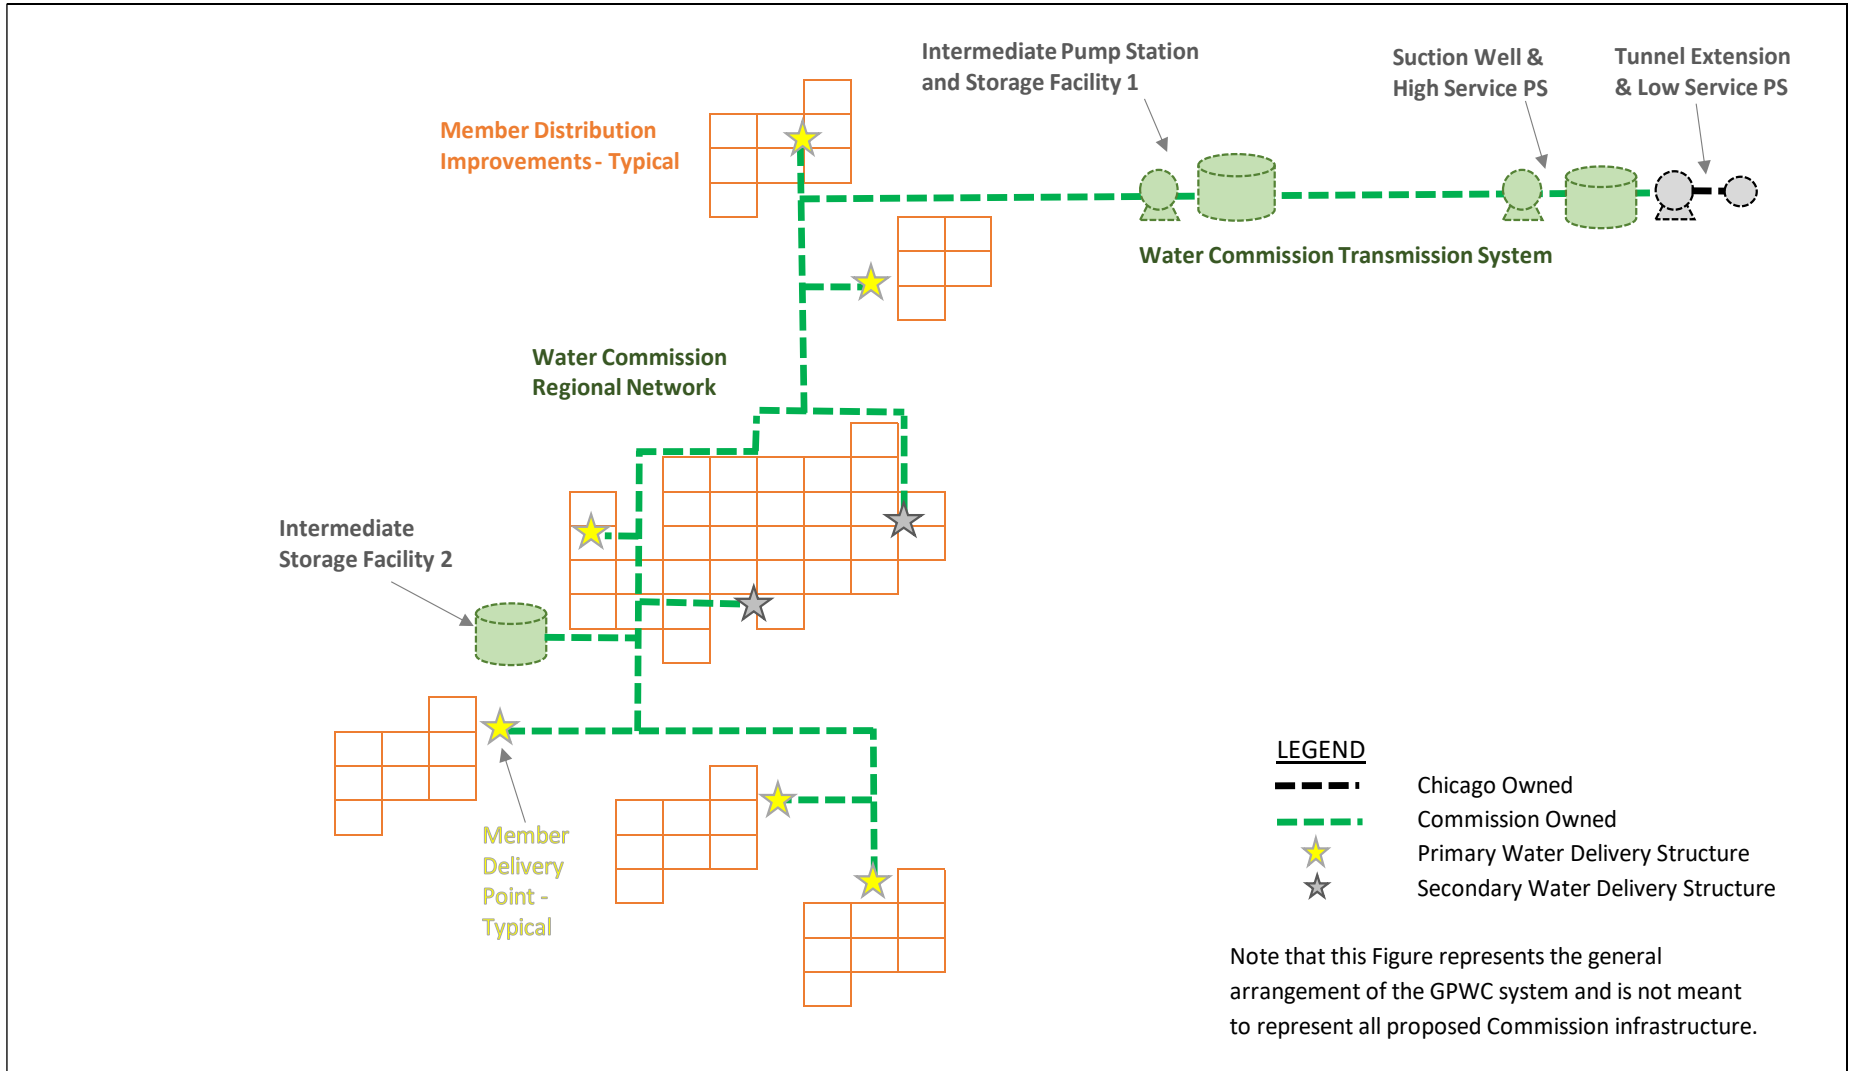 Intermediate Pump Station
and Storage Facility 1
Suction Well &
High Service PS
Tunnel Extension
& Low Service PS
Member Distribution
Improvements - Typical
Water Commission Transmission System
Water Commission
Regional Network
Intermediate
Storage Facility 2
Member
Delivery
Point -
Typical
LEGEND
Chicago Owned
Commission Owned
Primary Water Delivery Structure
Secondary Water Delivery Structure
Note that this Figure represents the general
arrangement of the GPWC system and is not meant
to represent all proposed Commission infrastructure.